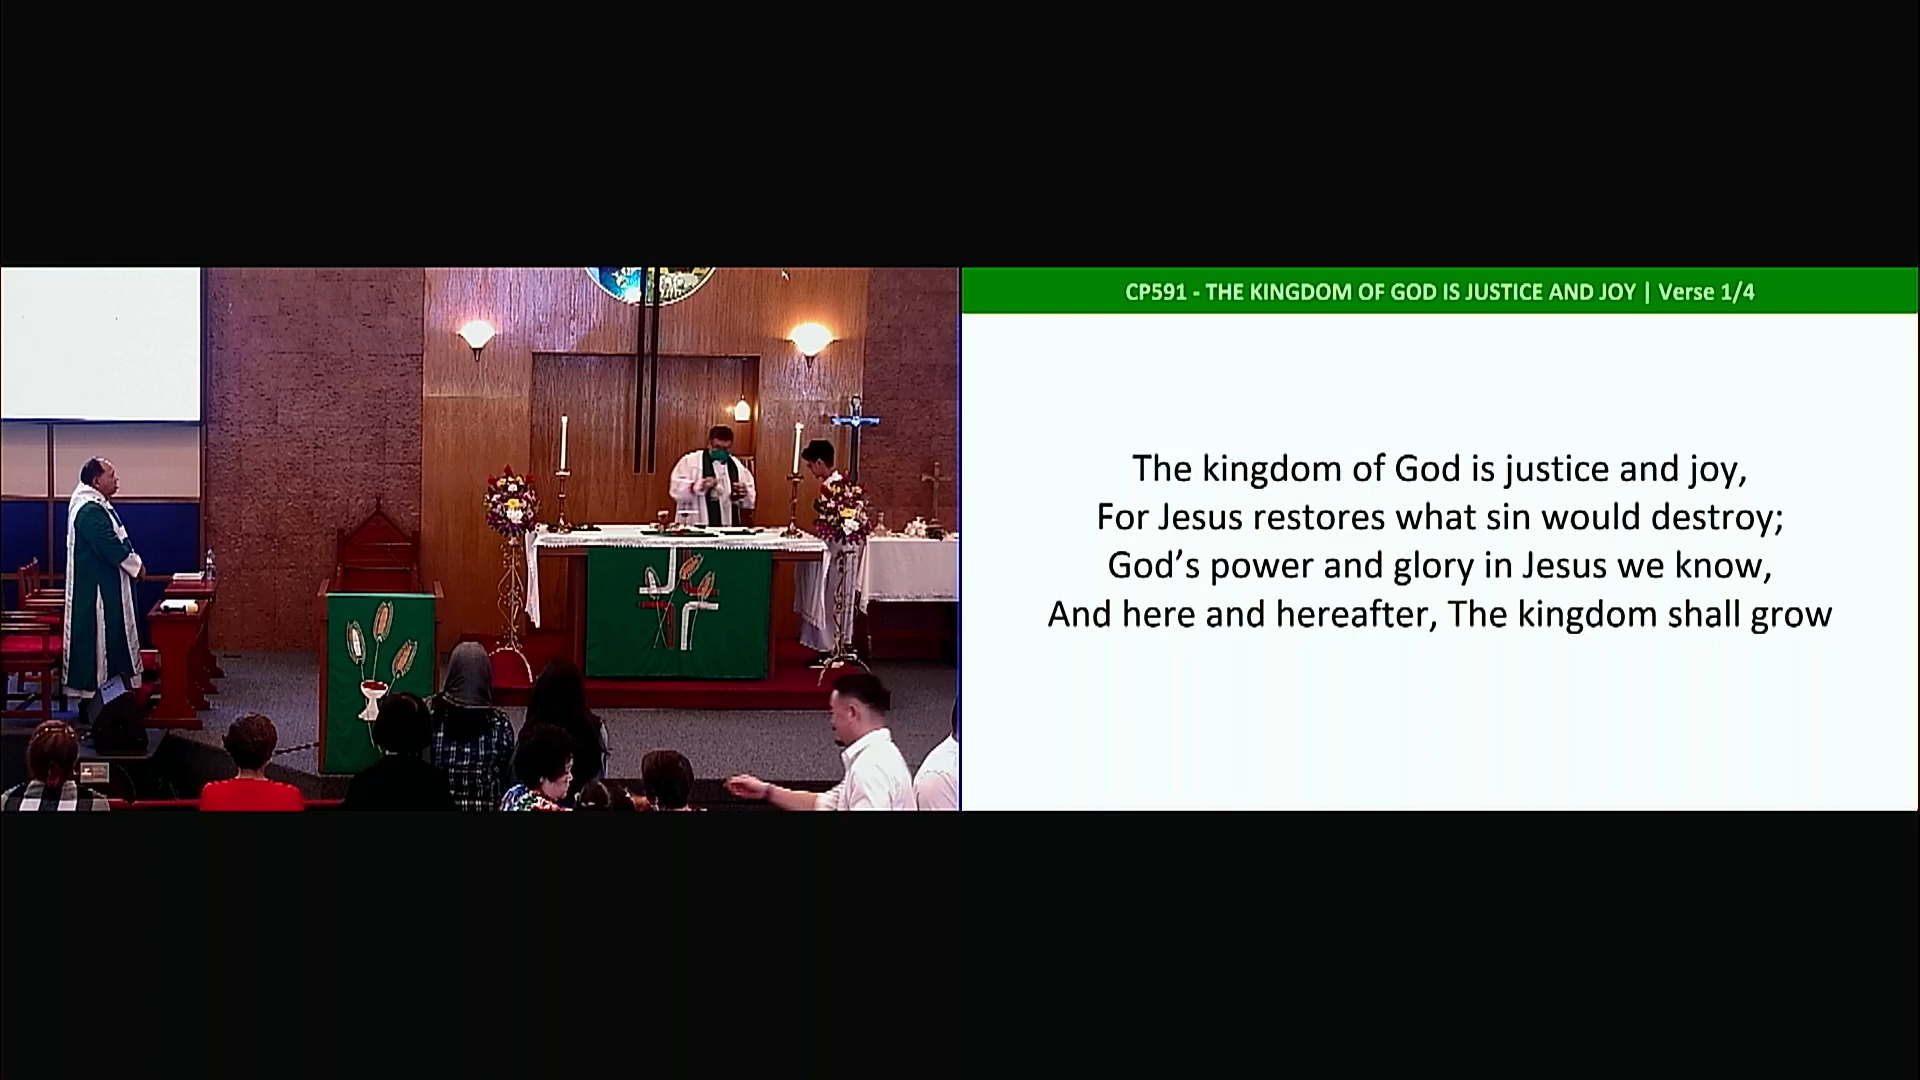 CP591 - THE KINGDOM OF GOD IS JUSTICE AND JOY | Verse 1/4
The kingdom of God is justice and joy,
For Jesus restores what sin would destroy;
God’s power and glory in Jesus we know,
And here and hereafter, The kingdom shall grow